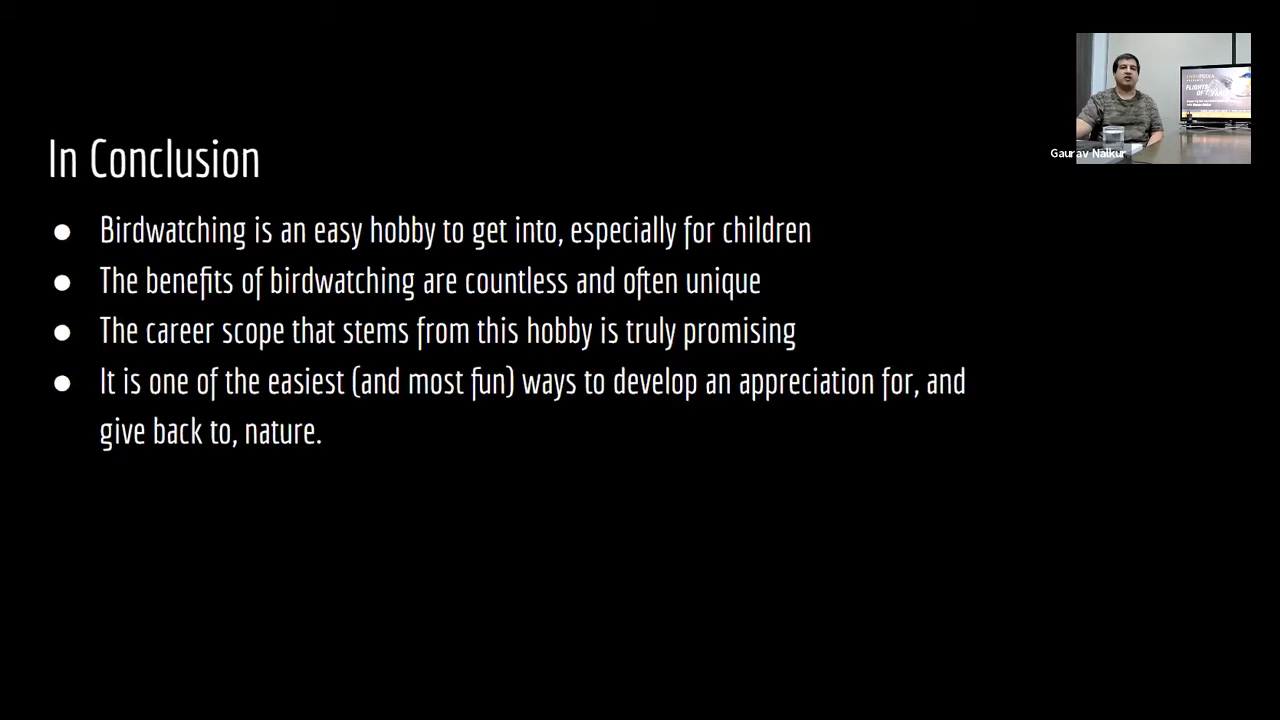 In Conclusion
● Birdwatching is an easy hobby to get into, especially for children
● The benefits of birdwatching are countless and often unique
● The career scope that stems from this hobby is truly promising
● It is one of the easiest (and most fun) ways to develop an appreciation for, and
give back to, nature.
Gaurav Nalkur
FLIGHTS